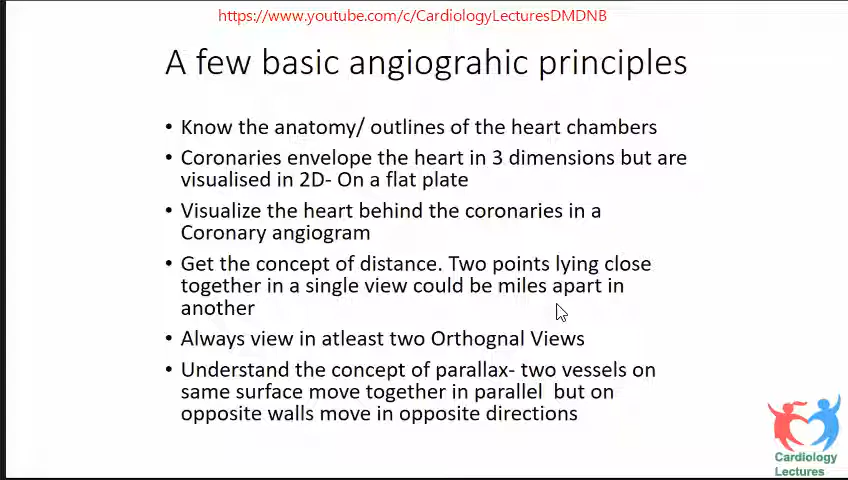 https://www.youtube.com/c/CardiologyLecturesDMDNB
A few basic angiograhic principles
• Know the anatomy/ outlines of the heart chambers
• Coronaries envelope the heart in 3 dimensions but are
visualised in 2D- On a flat plate
• Visualize the heart behind the coronaries in a
Coronary angiogram
• Get the concept of distance. Two points lying close
together in a single view could be miles apart in
another
• Always view in atleast two Orthognal Views
• Understand the concept of parallax- two vessels on
same surface move together in parallel but on
opposite walls move in opposite directions
Cardiology
Lectures